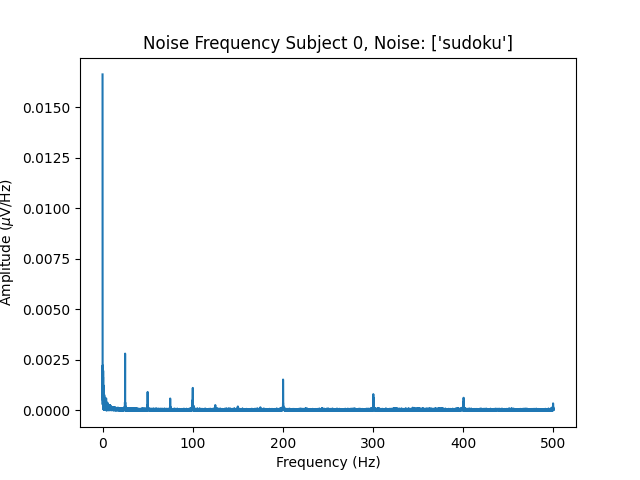 Noise Frequency Subject 0, Noise: ['sudoku']
Amplitude (μV/Hz)
0.0150
0.0125
0.0100
0.0075
0.0050
0.0025
0.0000
0 100 200 300 400 500
Frequency (Hz)